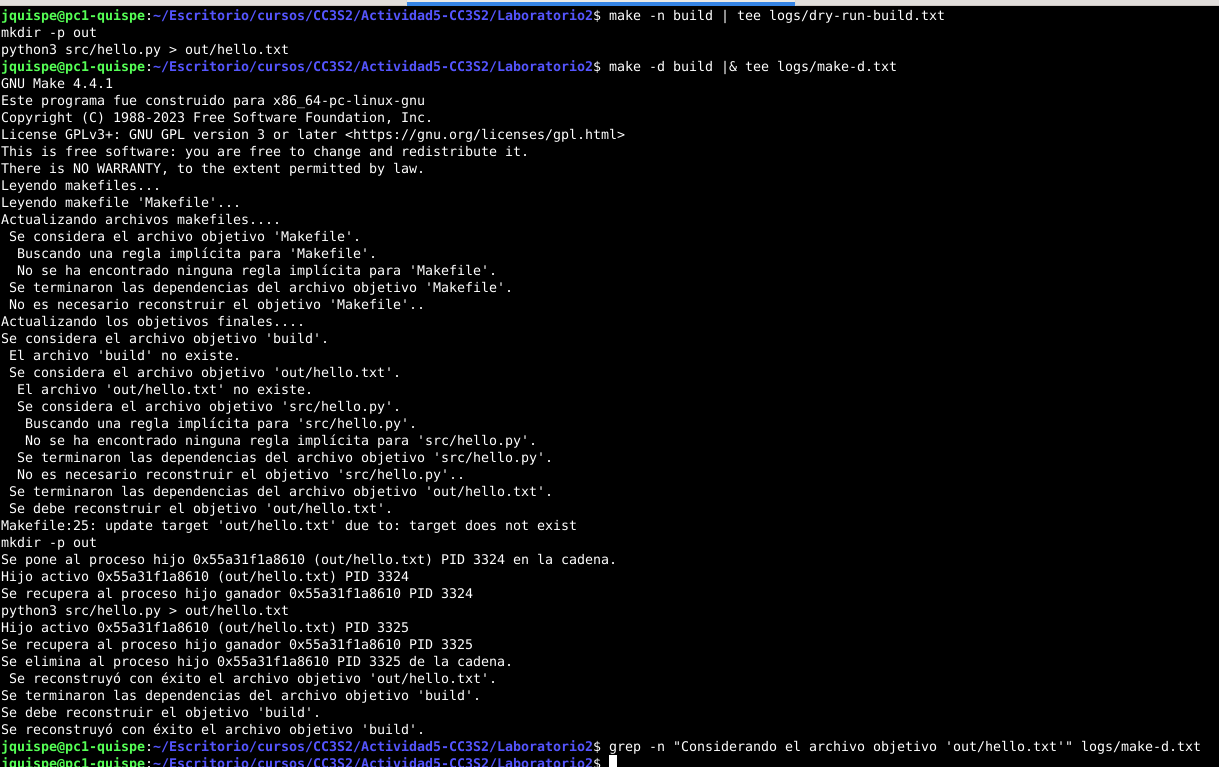 jquispe@pc1-quispe:~/Escritorio/cursos/CC3S2/Actividad5-CC3S2/Laboratorio2$ make -n build | tee logs/dry-run-build.txt
mkdir -p out
python3 src/hello.py > out/hello.txt
jquispe@pc1-quispe:~/Escritorio/cursos/CC3S2/Actividad5-CC3S2/Laboratorio2$ make -d build |& tee logs/make-d.txt
GNU Make 4.4.1
Este programa fue construido para x86_64-pc-linux-gnu
Copyright (C) 1988-2023 Free Software Foundation, Inc.
License GPLv3+: GNU GPL version 3 or later <https://gnu.org/licenses/gpl.html>
This is free software: you are free to change and redistribute it.
There is NO WARRANTY, to the extent permitted by law.
Leyendo makefiles...
Leyendo makefile 'Makefile'...
Actualizando archivos makefiles....
 Se considera el archivo objetivo 'Makefile'.
  Buscando una regla implícita para 'Makefile'.
  No se ha encontrado ninguna regla implícita para 'Makefile'.
 Se terminaron las dependencias del archivo objetivo 'Makefile'.
 No es necesario reconstruir el objetivo 'Makefile'..
Actualizando los objetivos finales....
Se considera el archivo objetivo 'build'.
 El archivo 'build' no existe.
 Se considera el archivo objetivo 'out/hello.txt'.
  El archivo 'out/hello.txt' no existe.
  Se considera el archivo objetivo 'src/hello.py'.
   Buscando una regla implícita para 'src/hello.py'.
   No se ha encontrado ninguna regla implícita para 'src/hello.py'.
  Se terminaron las dependencias del archivo objetivo 'src/hello.py'.
  No es necesario reconstruir el objetivo 'src/hello.py'..
 Se terminaron las dependencias del archivo objetivo 'out/hello.txt'.
 Se debe reconstruir el objetivo 'out/hello.txt'.
Makefile:25: update target 'out/hello.txt' due to: target does not exist
mkdir -p out
Se pone al proceso hijo 0x55a31f1a8610 (out/hello.txt) PID 3324 en la cadena.
Hijo activo 0x55a31f1a8610 (out/hello.txt) PID 3324
Se recupera al proceso hijo ganador 0x55a31f1a8610 PID 3324
python3 src/hello.py > out/hello.txt
Hijo activo 0x55a31f1a8610 (out/hello.txt) PID 3325
Se recupera al proceso hijo ganador 0x55a31f1a8610 PID 3325
Se elimina al proceso hijo 0x55a31f1a8610 PID 3325 de la cadena.
 Se reconstruyó con éxito el archivo objetivo 'out/hello.txt'.
Se terminaron las dependencias del archivo objetivo 'build'.
Se debe reconstruir el objetivo 'build'.
Se reconstruyó con éxito el archivo objetivo 'build'.
jquispe@pc1-quispe:~/Escritorio/cursos/CC3S2/Actividad5-CC3S2/Laboratorio2$ grep -n "Considerando el archivo objetivo 'out/hello.txt'" logs/make-d.txt
jquispe@pc1-quispe:~/Escritorio/cursos/CC3S2/Actividad5-CC3S2/Laboratorio2$